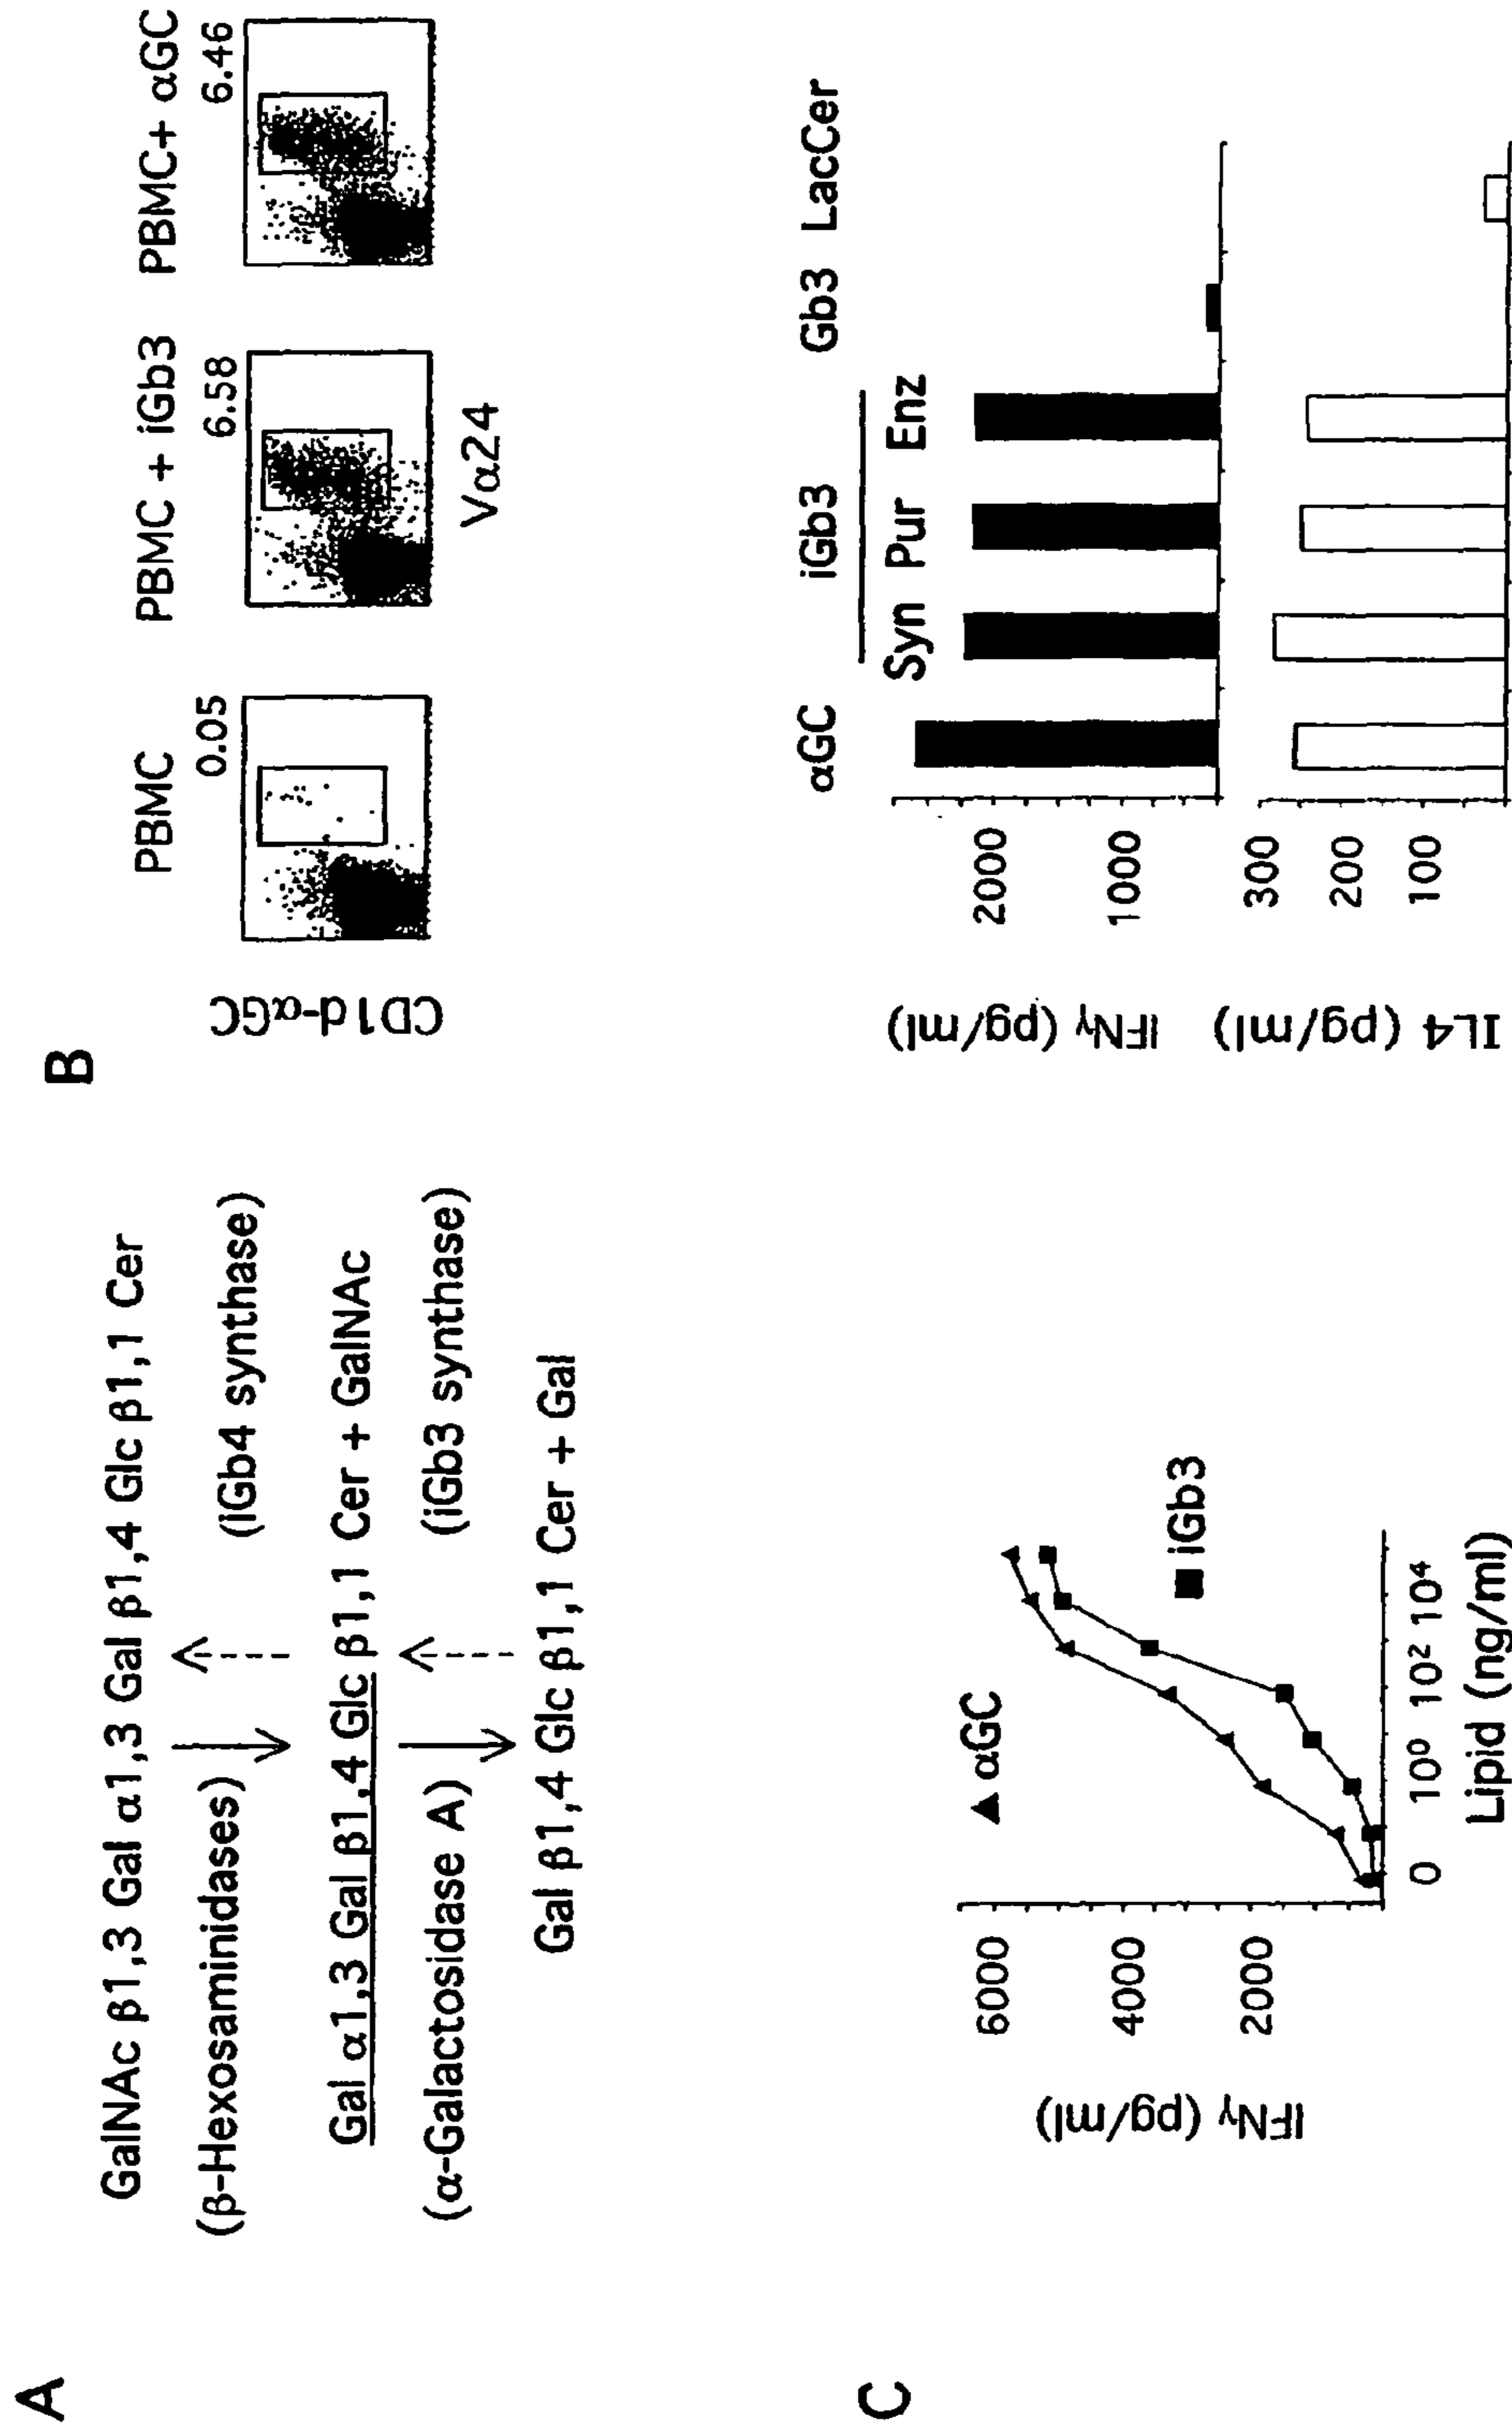 A
GalNAc β1,3 Gal α1,3 Gal β1,4 Glc β1,1 Cer
(β-Hexosaminidases)
(iGb4 synthase)
Gal α1,3 Gal β1,4 Glc β1,1 Cer + GalNAc
(α-Galactosidase A)
(iGb3 synthase)
Gal β1,4 Glc β1,1 Cer + Gal
B
PBMC
PBMC + iGb3
PBMC+ αGC
0.05
6.58
6.46
CD1d-αGC
Vα24
C
IFNγ (pg/ml)
6000
4000
2000
αGC
iGb3
0
10⁰
10²
10⁴
Lipid (ng/ml)
αGC
iGb3
Gb3
LacCer
Syn
Pur
Enz
IFNγ (pg/ml)
2000
1000
IL4 (pg/ml)
300
200
100